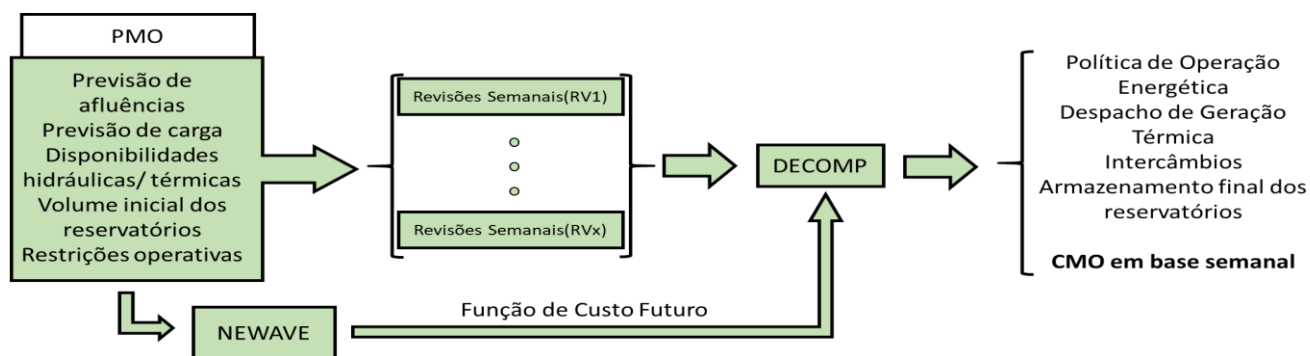 PMO
Previsão de
afluências
Previsão de carga
Disponibilidades
hidráulicas/ térmicas
Volume inicial dos
reservatórios
Restrições operativas
Revisões Semanais(RV1)
Revisões Semanais(RVx)
DECOMP
Política de Operação
Energética
Despacho de Geração
Térmica
Intercâmbios
Armazenamento final dos
reservatórios
CMO em base semanal
Função de Custo Futuro
NEWAVE